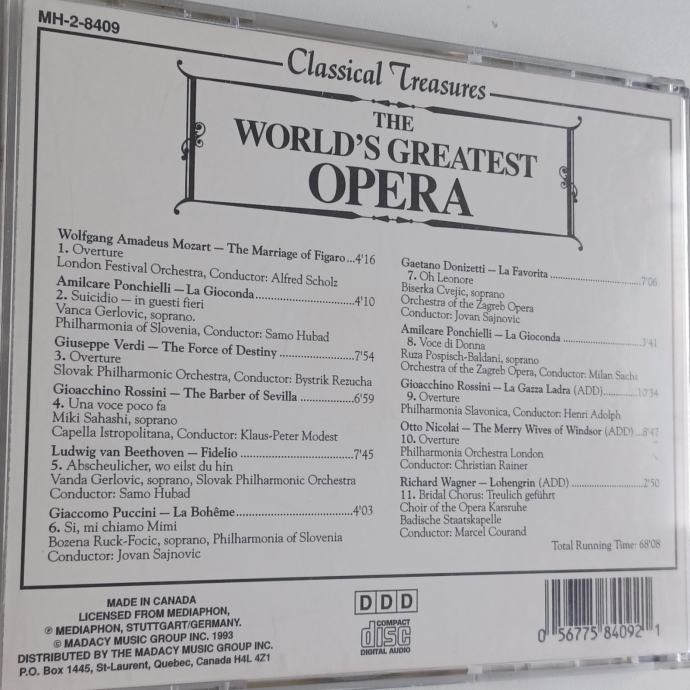 MH-2-8409
Classical Treasures
THE
WORLD'S GREATEST
OPERA
Wolfgang Amadeus Mozart – The Marriage of Figaro...4'16
1. Overture
London Festival Orchestra, Conductor: Alfred Scholz
Amilcare Ponchielli – La Gioconda..............................4'10
2. Suicidio – in guesti fieri
Vanca Gerlovic, soprano.
Philharmonia of Slovenia, Conductor: Samo Hubad
Giuseppe Verdi – The Force of Destiny ......................7'54
3. Overture
Slovak Philharmonic Orchestra, Conductor: Bystrik Rezucha
Gioacchino Rossini – The Barber of Sevilla ................6'59
4. Una voce poco fa
Miki Sahashi, soprano
Capella Istropolitana, Conductor: Klaus-Peter Modest
Ludwig van Beethoven – Fidelio ..................................7'45
5. Abscheulicher, wo eilst du hin
Vanda Gerlovic, soprano, Slovak Philharmonic Orchestra
Conductor: Samo Hubad
Giaccomo Puccini – La Bohême...................................4'03
6. Si, mi chiamo Mimi
Bozena Ruck-Focic, soprano, Philharmonia of Slovenia
Conductor: Jovan Sajnovic
Gaetano Donizetti – La Favorita ..........................7'06
7. Oh Leonore
Biserka Cvejic, soprano
Orchestra of the Zagreb Opera
Conductor: Jovan Sajnovic
Amilcare Ponchielli – La Gioconda ........................3'41
8. Voce di Donna
Ruza Pospisch-Baldani, soprano
Orchestra of the Zagreb Opera, Conductor: Milan Sachs
Gioacchino Rossini – La Gazza Ladra (ADD)..........10'34
9. Overture
Philharmonia Slavonica, Conductor: Henri Adolph
Otto Nicolai – The Merry Wives of Windsor (ADD)...8'47
10. Overture
Philharmonia Orchestra London
Conductor: Christian Rainer
Richard Wagner – Lohengrin (ADD) ......................2'50
11. Bridal Chorus: Treulich geführt
Choir of the Opera Karsruhe
Badische Staatskapelle
Conductor: Marcel Courand
Total Running Time: 68'08
MADE IN CANADA
LICENSED FROM MEDIAPHON,
℗ MEDIAPHON, STUTTGART/GERMANY.
© MADACY MUSIC GROUP INC. 1993
DISTRIBUTED BY THE MADACY MUSIC GROUP INC.
P.O. Box 1445, St-Laurent, Quebec, Canada H4L 4Z1
DDD
COMPACT
disc
DIGITAL AUDIO
0 56775 84092 1